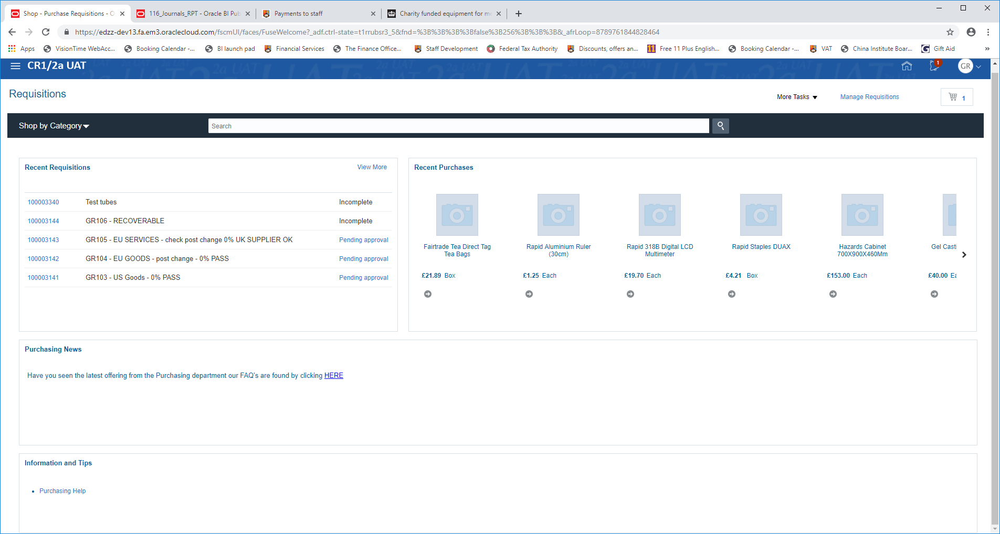 Shop - Purchase Requisitions - O
116_Journals_RPT - Oracle BI Pub
Payments to staff
Charity funded equipment for me
https://edzz-dev13.fa.em3.oraclecloud.com/fscmUI/faces/FuseWelcome?_adf.ctrl-state=t1rrubsr3_5&fnd=%3B%3B%3B%3Bfalse%3B256%3B%3B%3B&_afrLoop=8789761844828464
Apps
VisionTime WebAcc...
Booking Calendar -...
BI launch pad
Financial Services
The Finance Office...
Staff Development
Federal Tax Authority
Discounts, offers an...
11 Free 11 Plus English...
Booking Calendar -...
VAT
China Institute Boar...
G Gift Aid
»
CR1/2a UAT
1
GR
Requisitions
More Tasks
Manage Requisitions
1
Shop by Category
Search
Recent Requisitions
View More
100003340 Test tubes Incomplete
100003144 GR106 - RECOVERABLE Incomplete
100003143 GR105 - EU SERVICES - check post change 0% UK SUPPLIER OK Pending approval
100003142 GR104 - EU GOODS - post change - 0% PASS Pending approval
100003141 GR103 - US Goods - 0% PASS Pending approval
Recent Purchases
Fairtrade Tea Direct Tag
Tea Bags
£21.89 Box
Rapid Aluminium Ruler
(30cm)
£1.25 Each
Rapid 318B Digital LCD
Multimeter
£19.70 Each
Rapid Staples DUAX
£4.21 Box
Hazards Cabinet
700X900X460Mm
£153.00 Each
Gel Casti
£40.00 Ea
Purchasing News
Have you seen the latest offering from the Purchasing department our FAQ's are found by clicking HERE
Information and Tips
• Purchasing Help